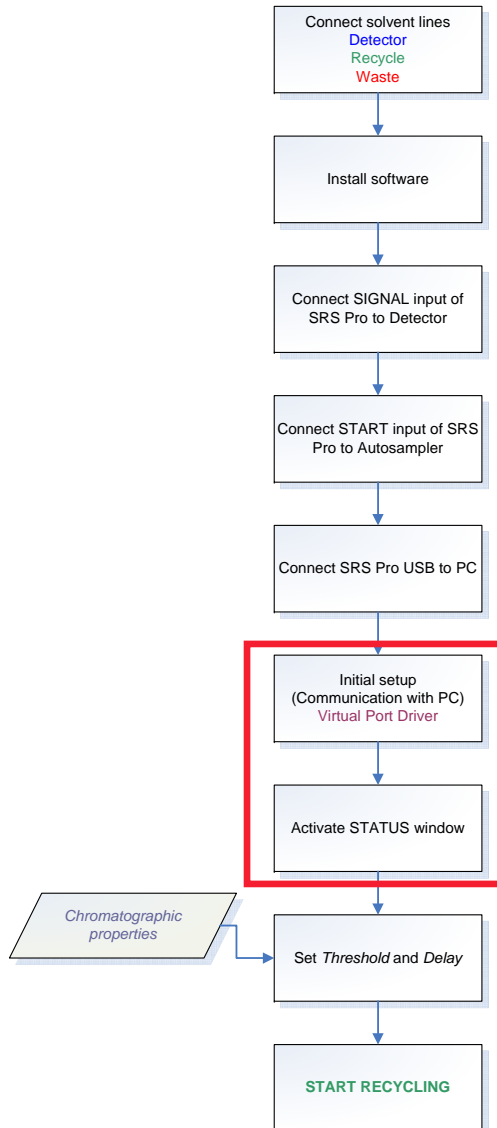 Connect solvent lines
Detector
Recycle
Waste
Install software
Connect SIGNAL input of
SRS Pro to Detector
Connect START input of SRS
Pro to Autosampler
Connect SRS Pro USB to PC
Initial setup
(Communication with PC)
Virtual Port Driver
Activate STATUS window
Chromatographic
properties
Set Threshold and Delay
START RECYCLING